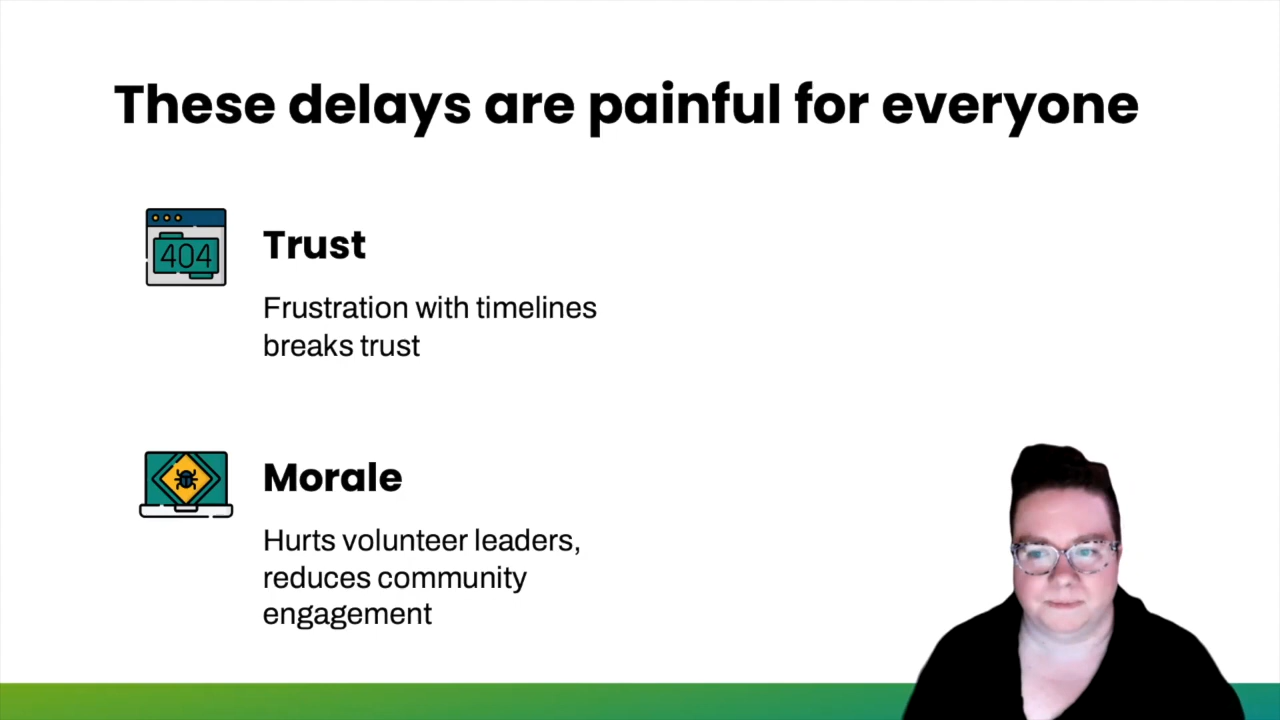 These delays are painful for everyone
404
Trust
Frustration with timelines
breaks trust
Morale
Hurts volunteer leaders,
reduces community
engagement